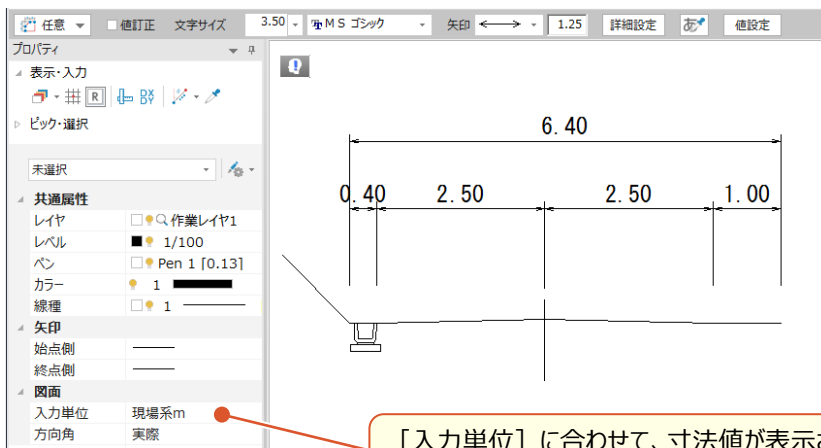 任意 値訂正 文字サイズ 3.50 ＭＳ ゴシック 矢印 1.25 詳細設定 あ 値設定
プロパティ
表示・入力
R DX DY
ピック・選択
未選択
共通属性
レイヤ 作業レイヤ1
レベル 1/100
ペン Pen 1 [0.13]
カラー 1
線種 1
矢印
始点側
終点側
図面
入力単位 現場系m
方向角 実際
6.40
0.40 2.50 2.50 1.00
［入力単位］に合わせて、寸法値が表示さ